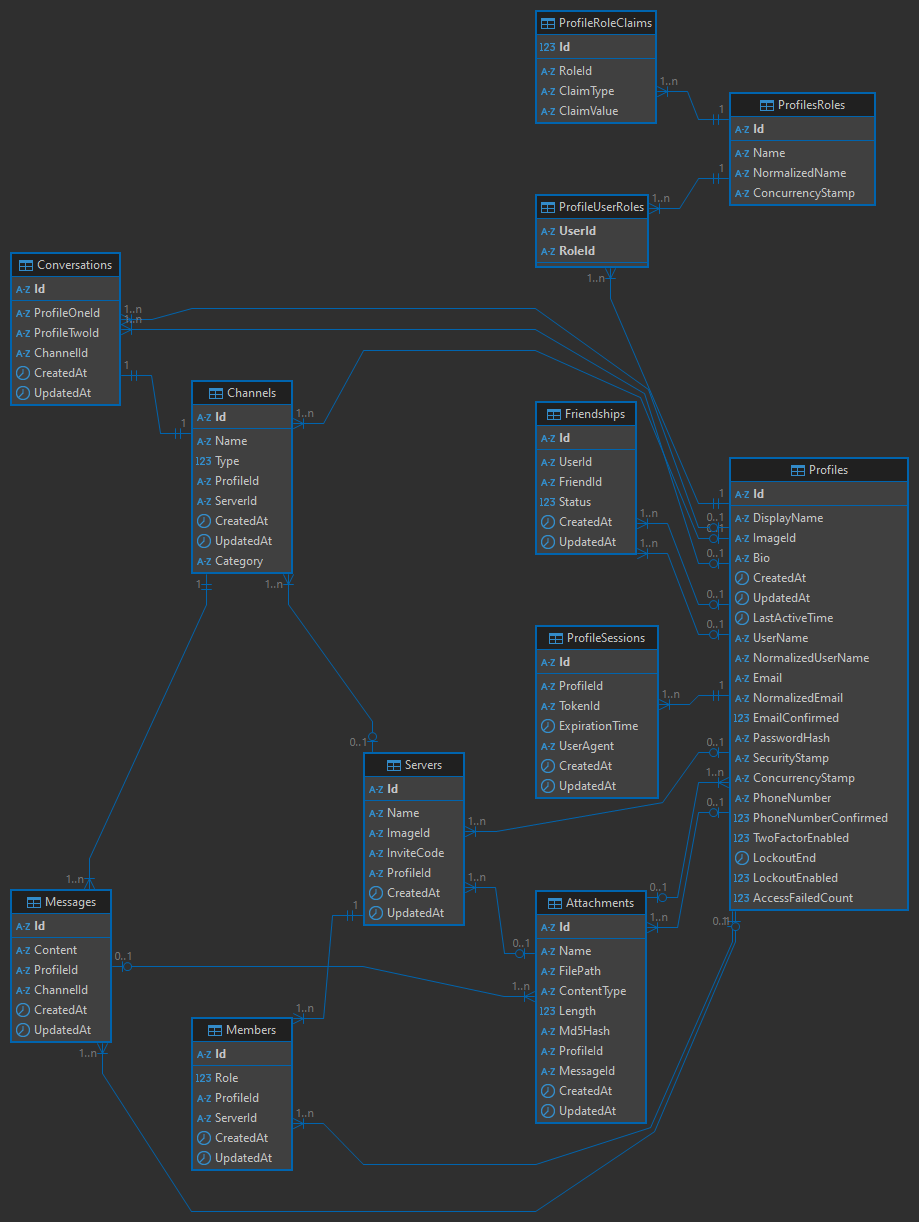 ProfileRoleClaims
123 Id
A-Z RoleId
A-Z ClaimType
A-Z ClaimValue
1..n
1
ProfilesRoles
A-Z Id
A-Z Name
A-Z NormalizedName
A-Z ConcurrencyStamp
1
1..n
ProfileUserRoles
A-Z UserId
A-Z RoleId
1..n
Conversations
A-Z Id
A-Z ProfileOneId
A-Z ProfileTwoId
A-Z ChannelId
CreatedAt
UpdatedAt
1..n
1..n
1
1
Channels
A-Z Id
A-Z Name
123 Type
A-Z ProfileId
A-Z ServerId
CreatedAt
UpdatedAt
A-Z Category
1..n
1
1..n
Friendships
A-Z Id
A-Z UserId
A-Z FriendId
123 Status
CreatedAt
UpdatedAt
1..n
1..n
Profiles
A-Z Id
A-Z DisplayName
A-Z ImageId
A-Z Bio
CreatedAt
UpdatedAt
LastActiveTime
A-Z UserName
A-Z NormalizedUserName
A-Z Email
A-Z NormalizedEmail
123 EmailConfirmed
A-Z PasswordHash
A-Z SecurityStamp
A-Z ConcurrencyStamp
A-Z PhoneNumber
123 PhoneNumberConfirmed
123 TwoFactorEnabled
LockoutEnd
123 LockoutEnabled
123 AccessFailedCount
1
0..1
0..1
0..1
0..1
0..1
1
0..1
1..n
0..1
0..1
ProfileSessions
A-Z Id
A-Z ProfileId
A-Z TokenId
ExpirationTime
A-Z UserAgent
CreatedAt
UpdatedAt
1..n
0..1
Servers
A-Z Id
A-Z Name
A-Z ImageId
A-Z InviteCode
A-Z ProfileId
CreatedAt
UpdatedAt
1..n
1..n
1
1..n
Messages
A-Z Id
A-Z Content
A-Z ProfileId
A-Z ChannelId
CreatedAt
UpdatedAt
0..1
1..n
Attachments
A-Z Id
A-Z Name
A-Z FilePath
A-Z ContentType
123 Length
A-Z Md5Hash
A-Z ProfileId
A-Z MessageId
CreatedAt
UpdatedAt
0..1
1..n
0..1
1..n
Members
A-Z Id
123 Role
A-Z ProfileId
A-Z ServerId
CreatedAt
UpdatedAt
1..n
1..n